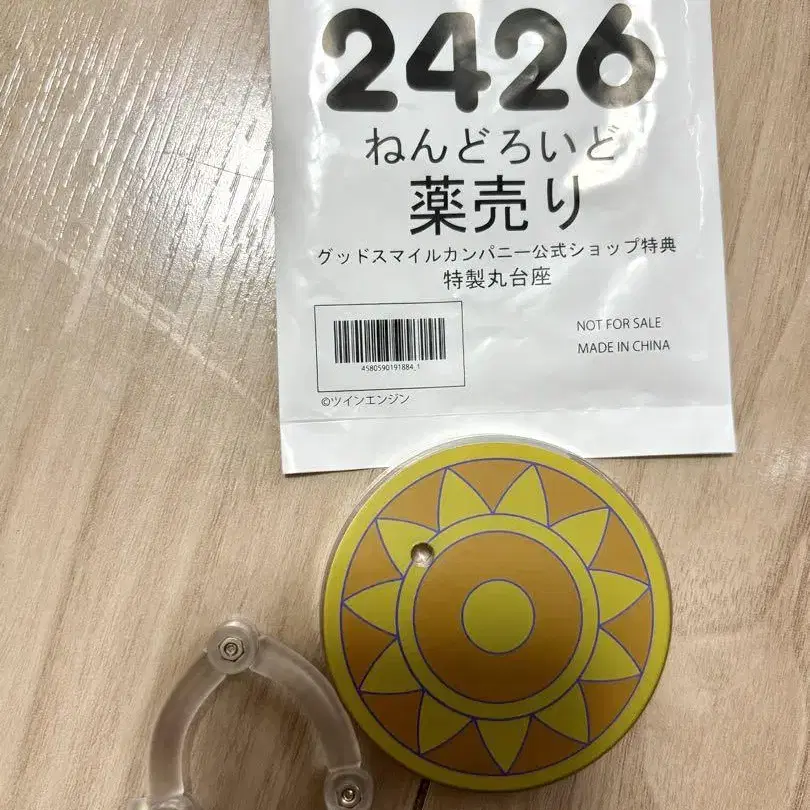 2426
ねんどろいど
薬売り
グッドスマイルカンパニー公式ショップ特典
特製丸台座
4580590191884_1
NOT FOR SALE
MADE IN CHINA
©ツインエンジン